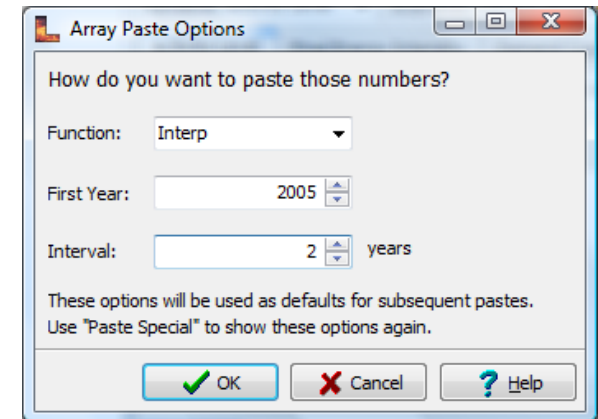 Array Paste Options
How do you want to paste those numbers?
Function: Interp
First Year: 2005
Interval: 2 years
These options will be used as defaults for subsequent pastes.
Use "Paste Special" to show these options again.
OK Cancel Help